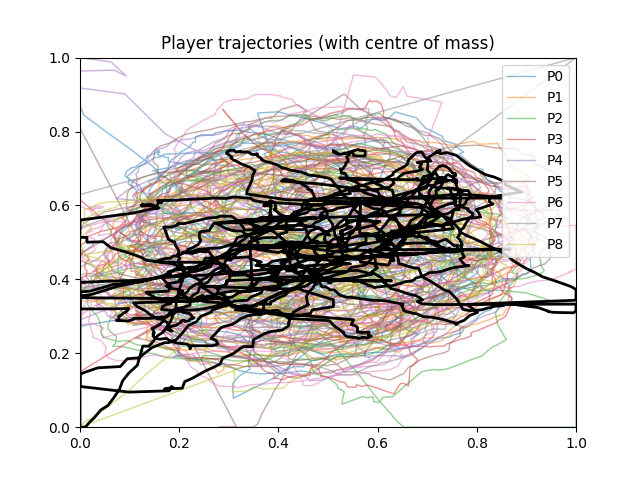 Player trajectories (with centre of mass)
1.0
0.8
0.6
0.4
0.2
0.0
0.0 0.2 0.4 0.6 0.8 1.0
P0
P1
P2
P3
P4
P5
P6
P7
P8